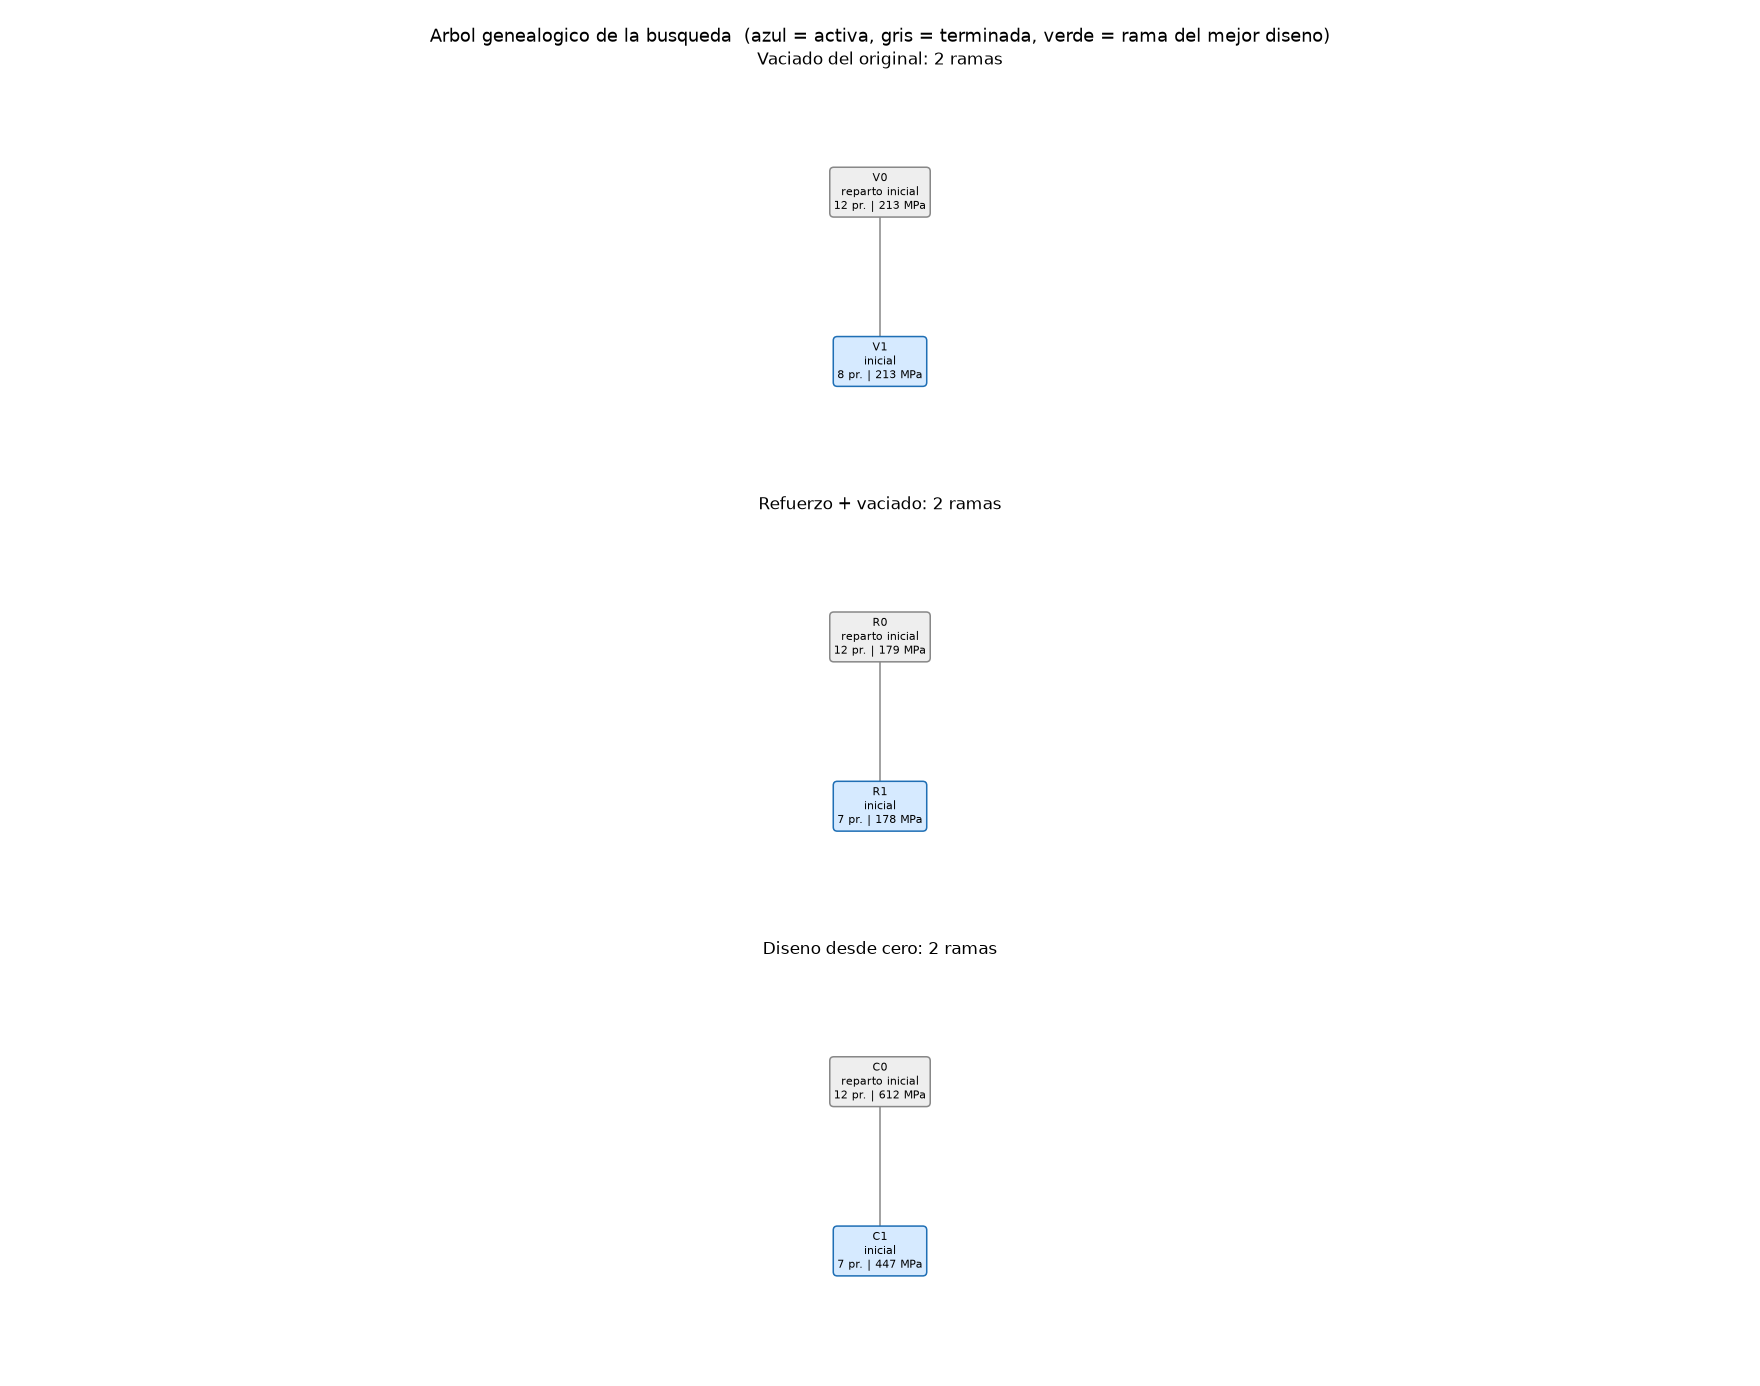 Arbol genealogico de la busqueda  (azul = activa, gris = terminada, verde = rama del mejor diseno)
Vaciado del original: 2 ramas
V0
reparto inicial
12 pr. | 213 MPa
V1
inicial
8 pr. | 213 MPa
Refuerzo + vaciado: 2 ramas
R0
reparto inicial
12 pr. | 179 MPa
R1
inicial
7 pr. | 178 MPa
Diseno desde cero: 2 ramas
C0
reparto inicial
12 pr. | 612 MPa
C1
inicial
7 pr. | 447 MPa